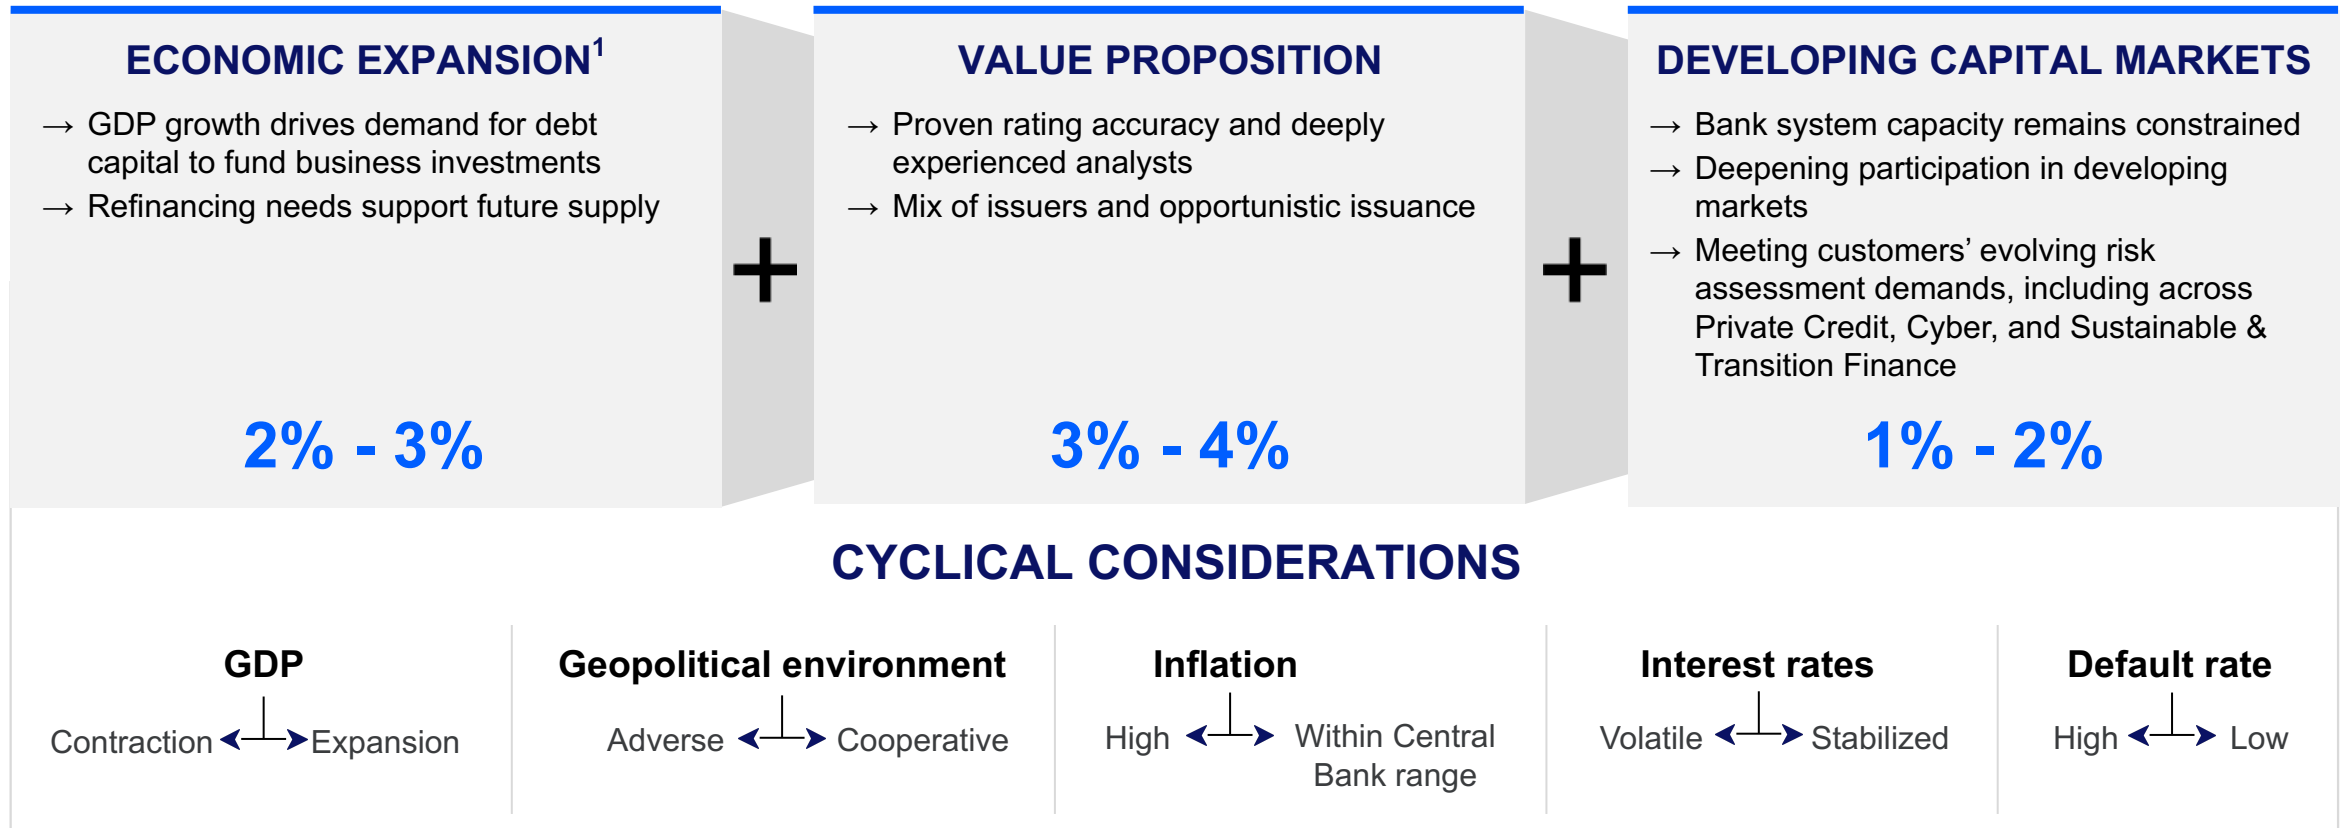 ECONOMIC EXPANSION¹
→ GDP growth drives demand for debt
capital to fund business investments
→ Refinancing needs support future supply
2% - 3%
+
VALUE PROPOSITION
→ Proven rating accuracy and deeply
experienced analysts
→ Mix of issuers and opportunistic issuance
3% - 4%
+
DEVELOPING CAPITAL MARKETS
→ Bank system capacity remains constrained
→ Deepening participation in developing
markets
→ Meeting customers’ evolving risk
assessment demands, including across
Private Credit, Cyber, and Sustainable &
Transition Finance
1% - 2%
CYCLICAL CONSIDERATIONS
GDP
Contraction Expansion
Geopolitical environment
Adverse Cooperative
Inflation
High Within Central
Bank range
Interest rates
Volatile Stabilized
Default rate
High Low